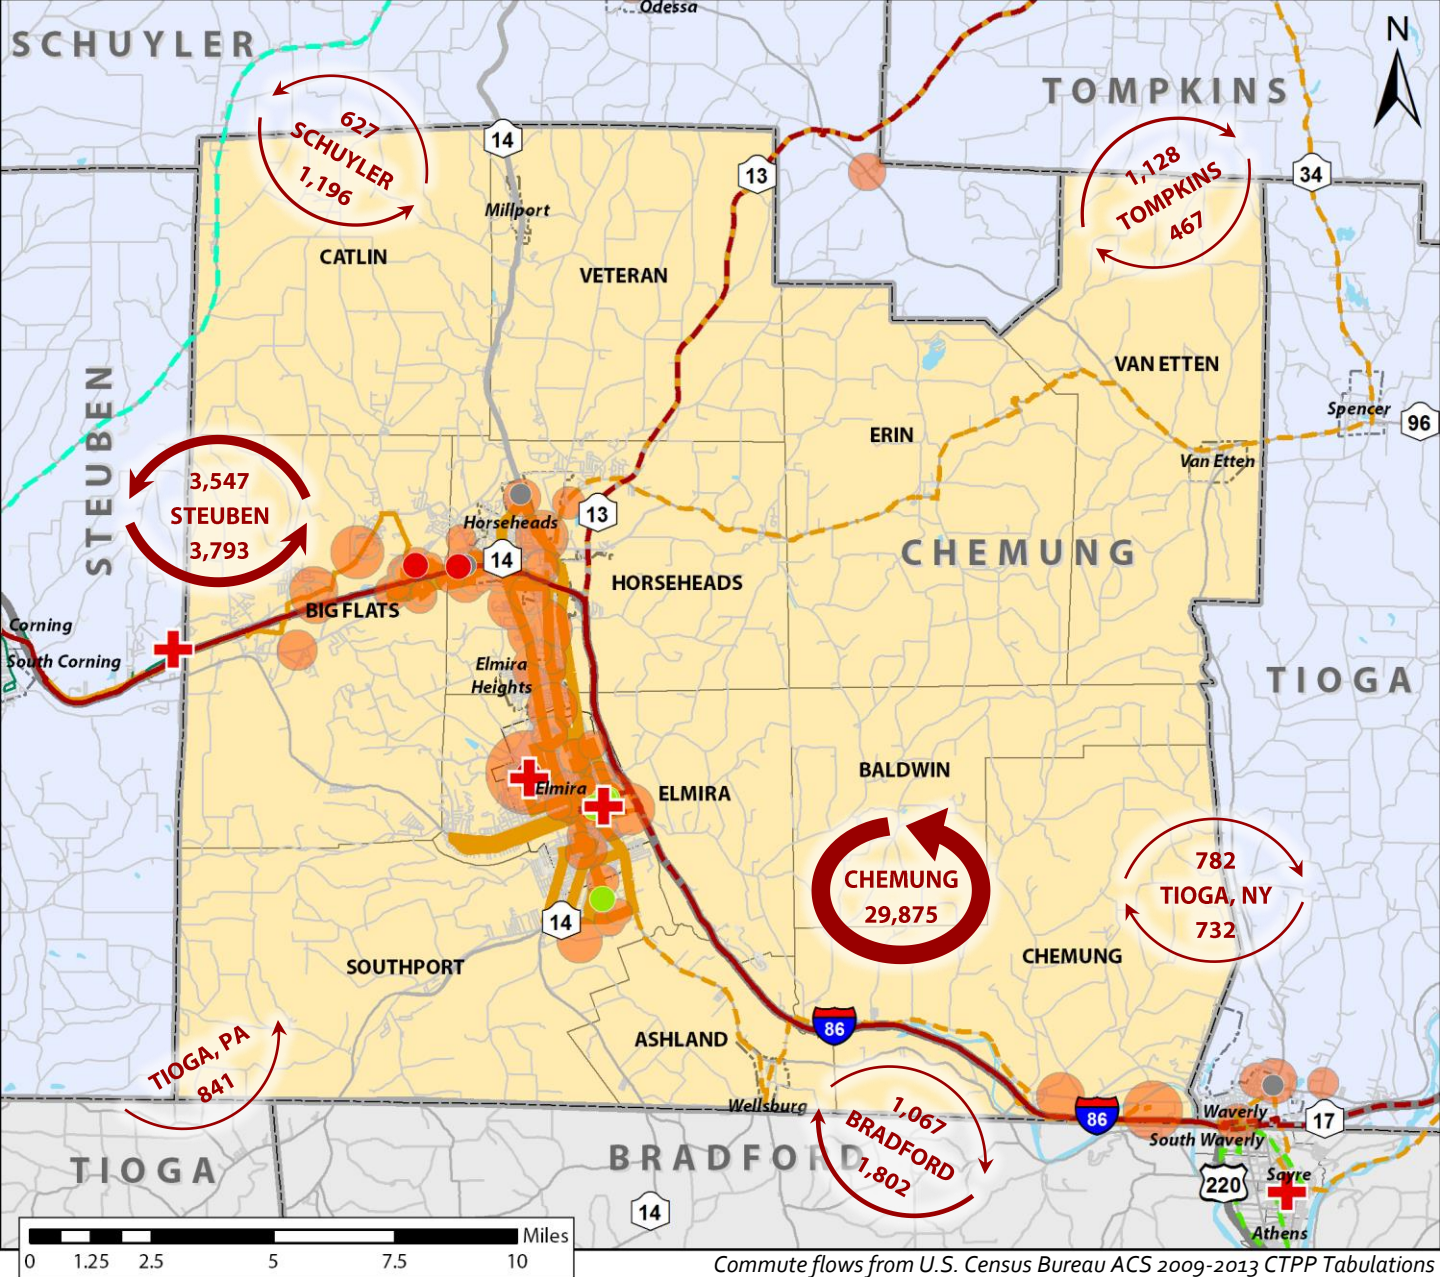 Odessa
SCHUYLER
N
TOMPKINS
627
SCHUYLER
1,196
14
13
1,128
TOMPKINS
467
34
Millport
CATLIN
VETERAN
VAN ETTEN
STEUBEN
Spencer
96
ERIN
Van Etten
3,547
STEUBEN
3,793
13
Horseheads
14
CHEMUNG
HORSEHEADS
BIG FLATS
Corning
South Corning
Elmira
Heights
TIOGA
BALDWIN
Elmira
ELMIRA
CHEMUNG
29,875
782
TIOGA, NY
732
14
CHEMUNG
SOUTHPORT
86
ASHLAND
TIOGA, PA
841
Wellsburg
1,067
BRADFORD
1,802
86
Waverly
17
South Waverly
TIOGA
BRADFORD
220
Sayre
14
Athens
Miles
0 1.25 2.5 5 7.5 10
Commute flows from U.S. Census Bureau ACS 2009-2013 CTPP Tabulations